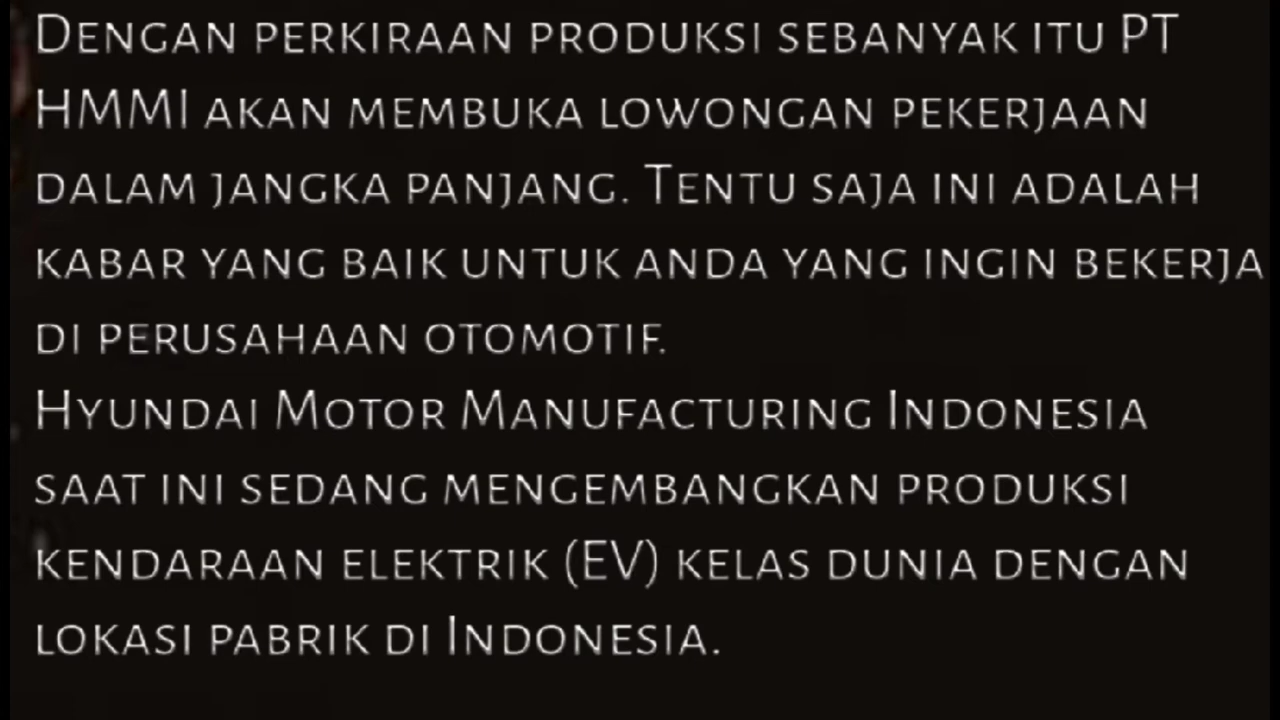 Dengan perkiraan produksi sebanyak itu PT
HMMI akan membuka lowongan pekerjaan
dalam jangka panjang. Tentu saja ini adalah
kabar yang baik untuk anda yang ingin bekerja
di perusahaan otomotif.
Hyundai Motor Manufacturing Indonesia
saat ini sedang mengembangkan produksi
kendaraan elektrik (EV) kelas dunia dengan
lokasi pabrik di Indonesia.